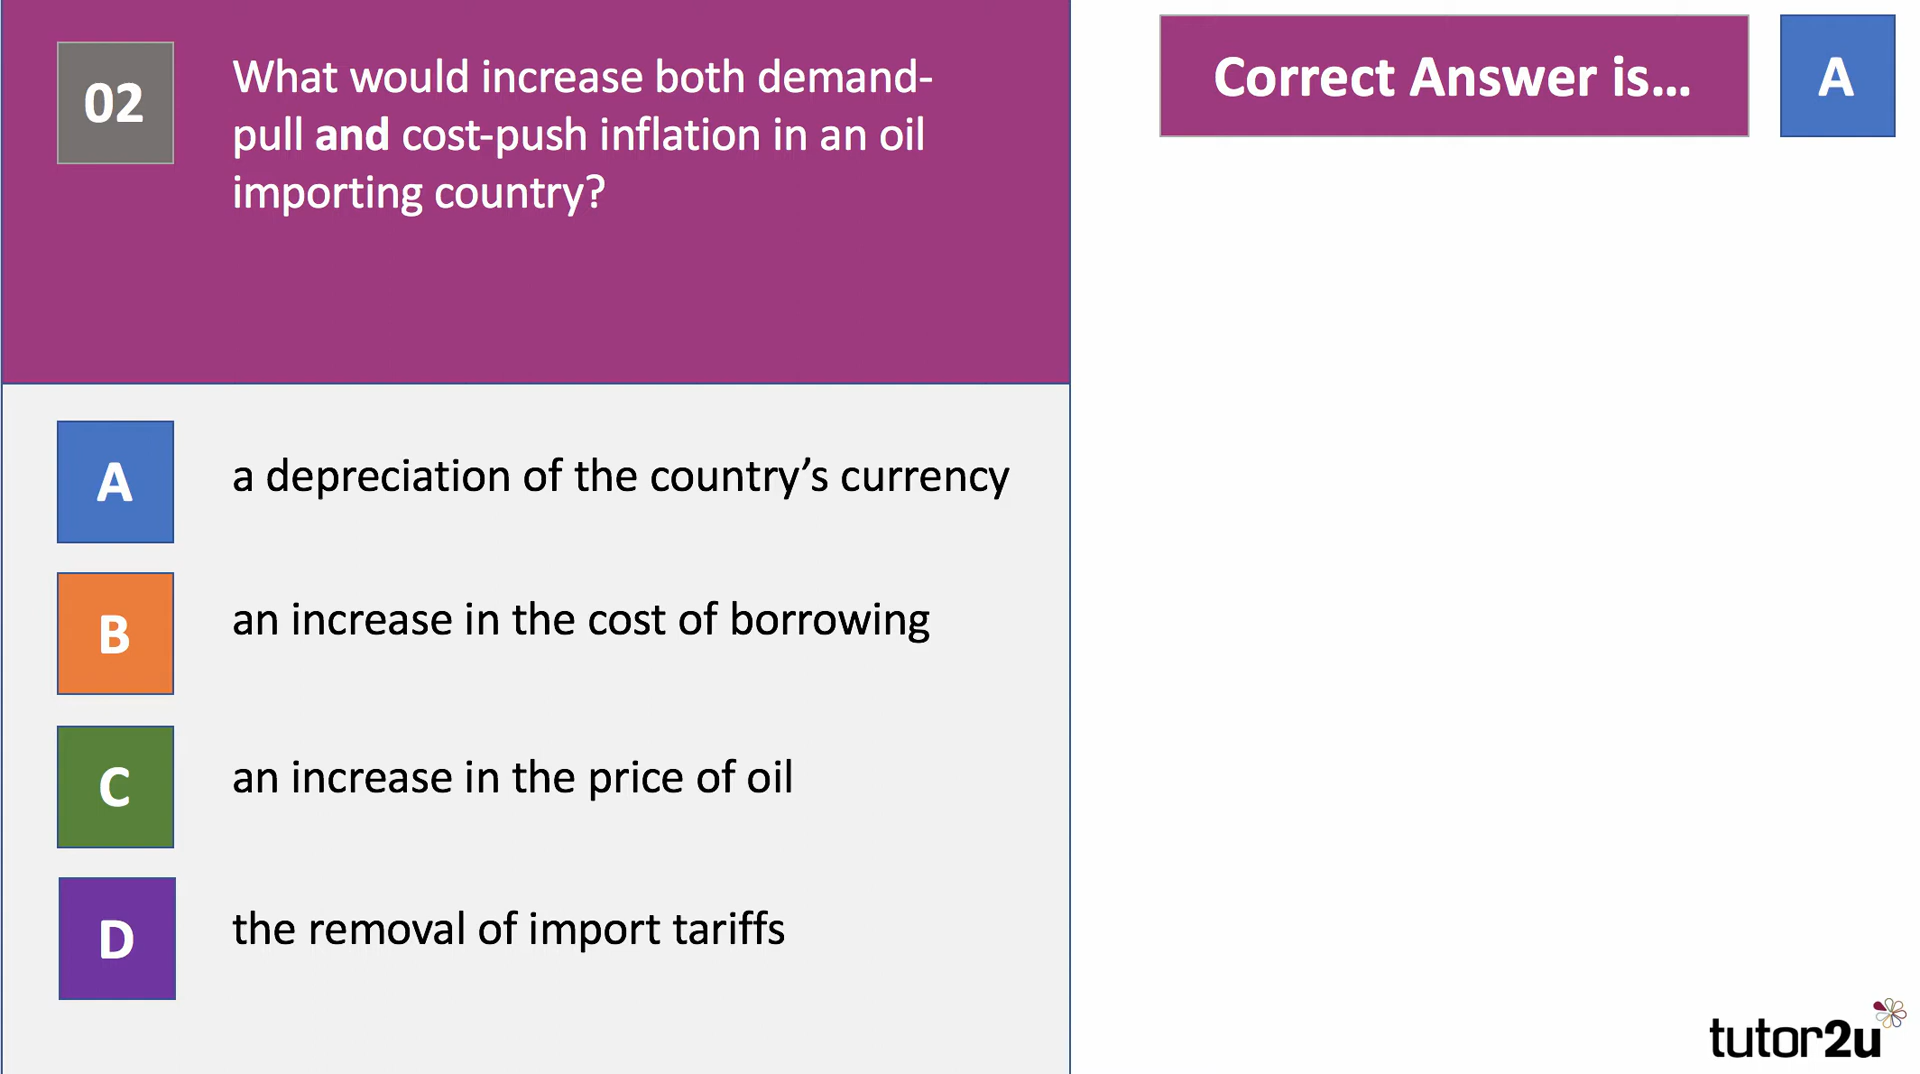 02
What would increase both demand-
pull and cost-push inflation in an oil
importing country?
A
a depreciation of the country’s currency
B
an increase in the cost of borrowing
C
an increase in the price of oil
D
the removal of import tariffs
Correct Answer is...
A
tutor2u